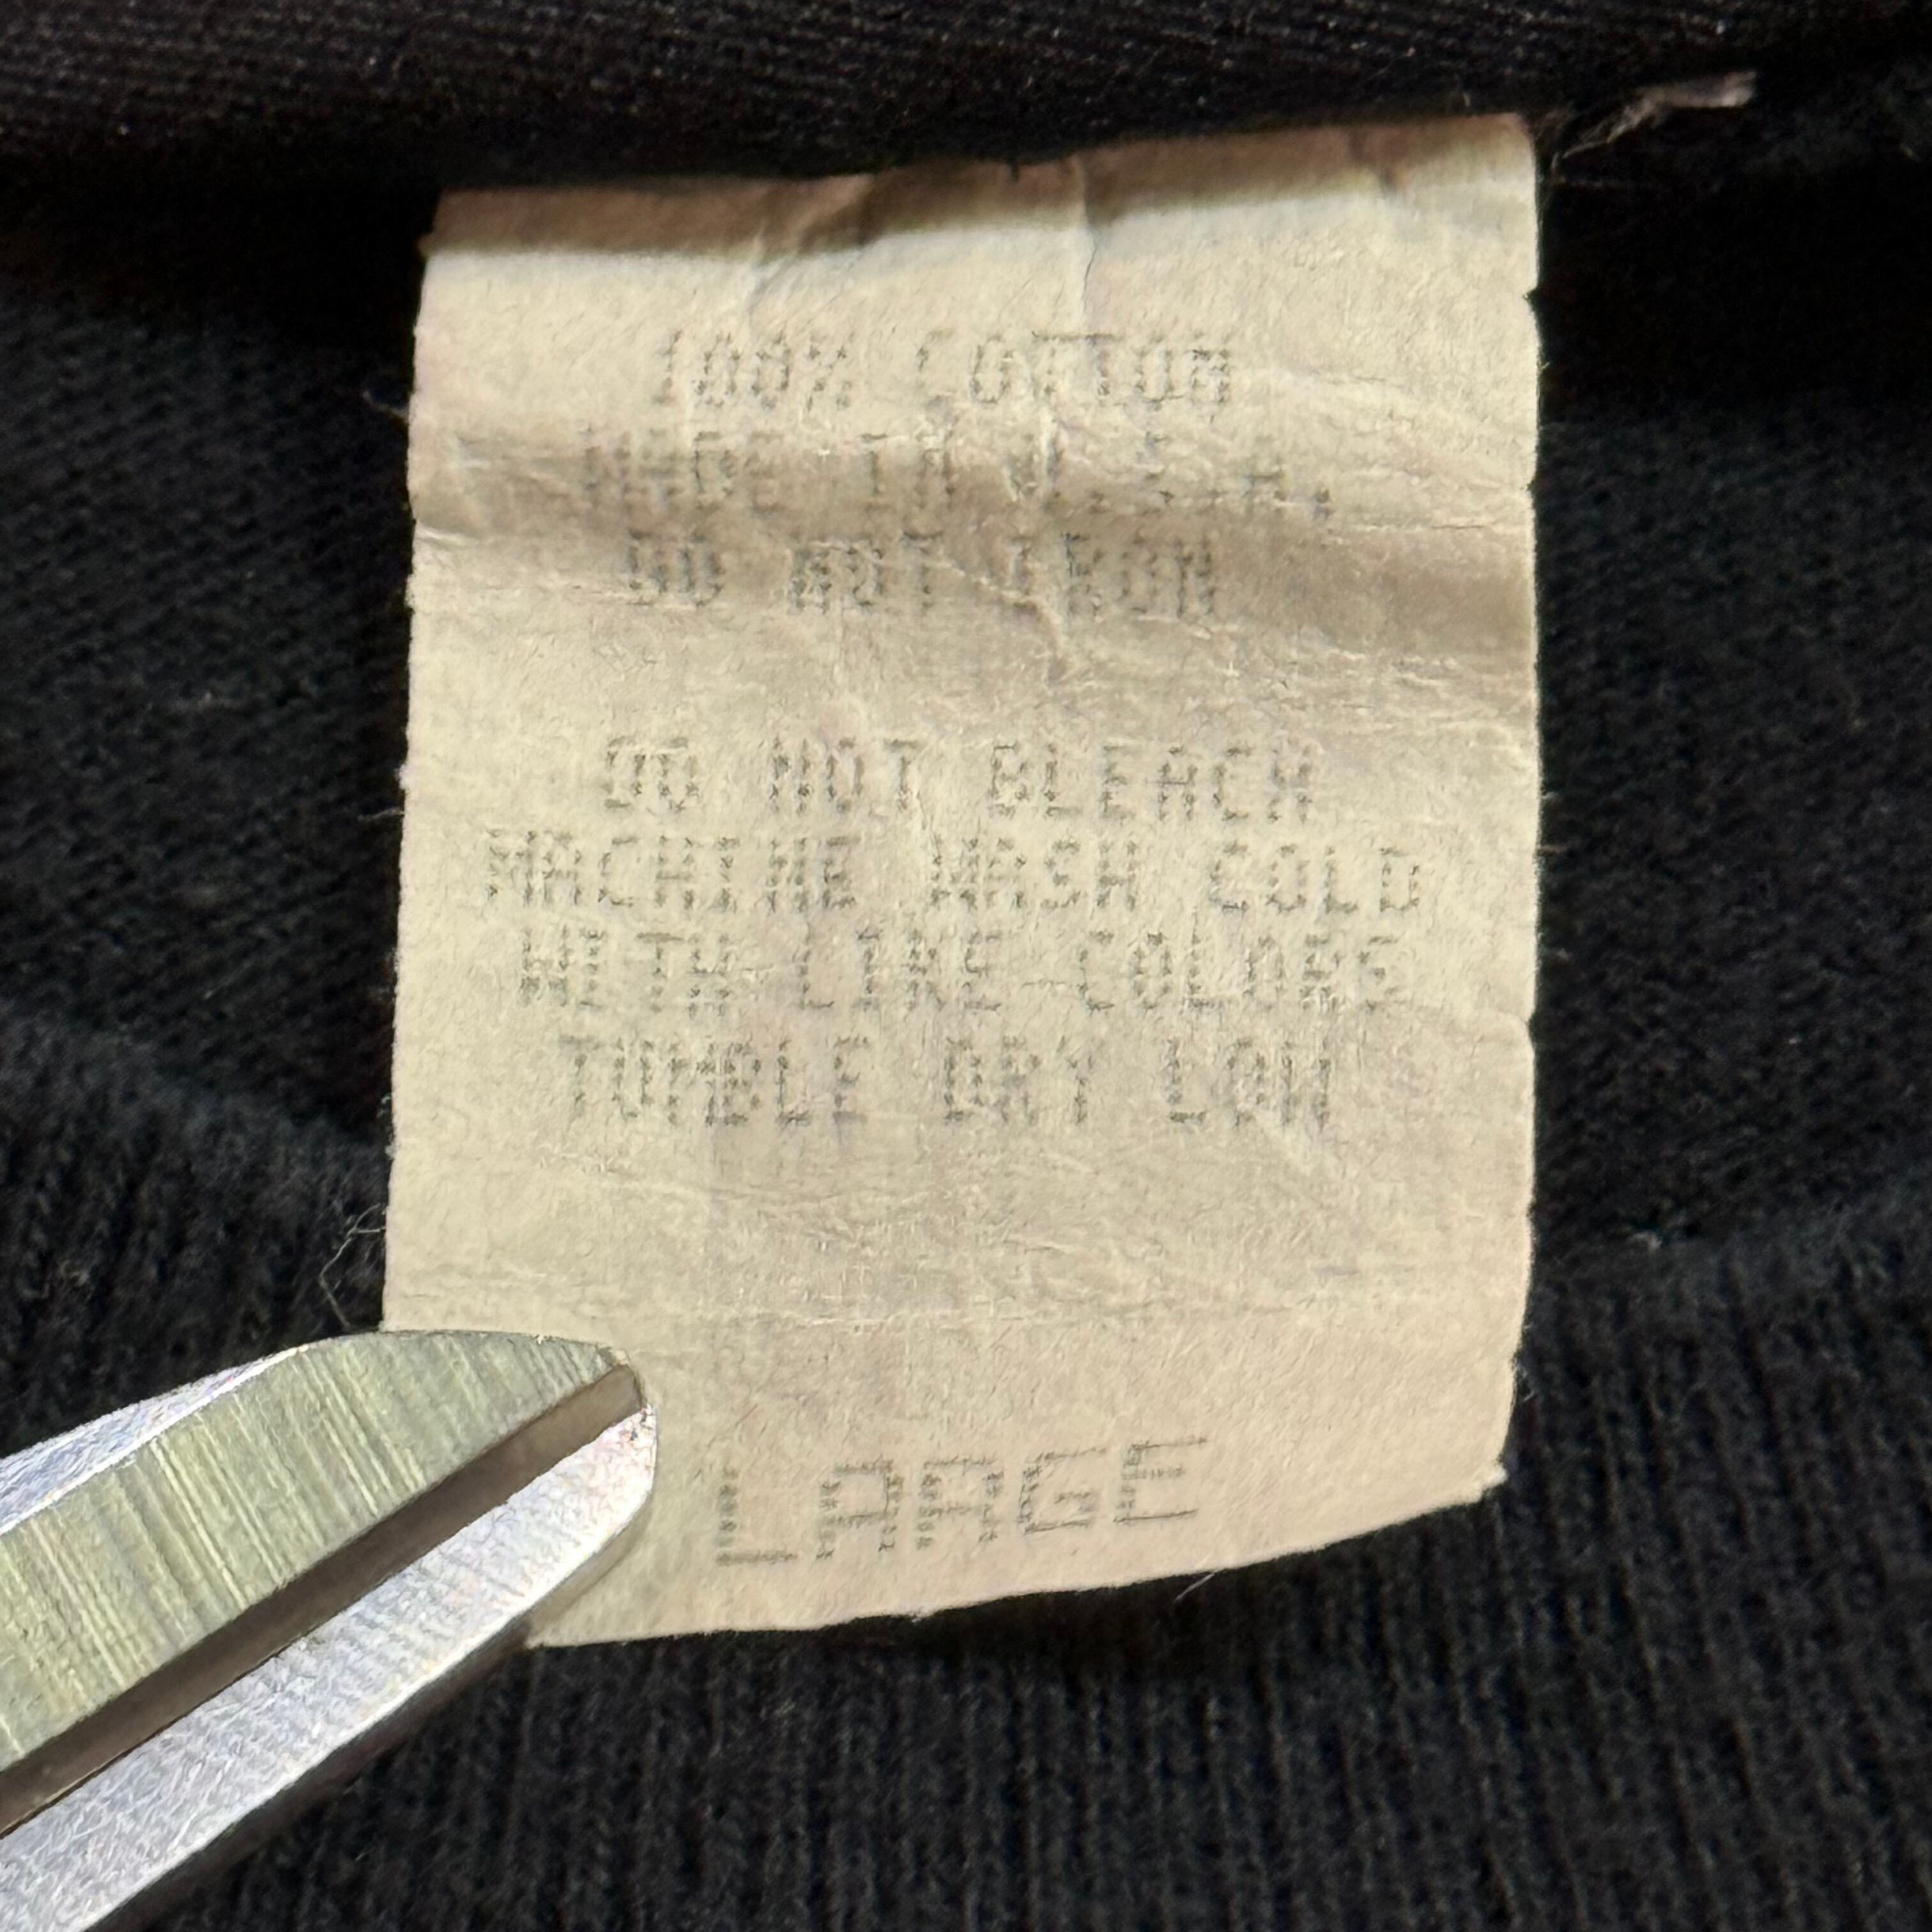 100% COTTON
MADE IN U.S.A.
DO NOT IRON
DO NOT BLEACH
MACHINE WASH COLD
WITH LIKE COLORS
TUMBLE DRY LOW
LARGE